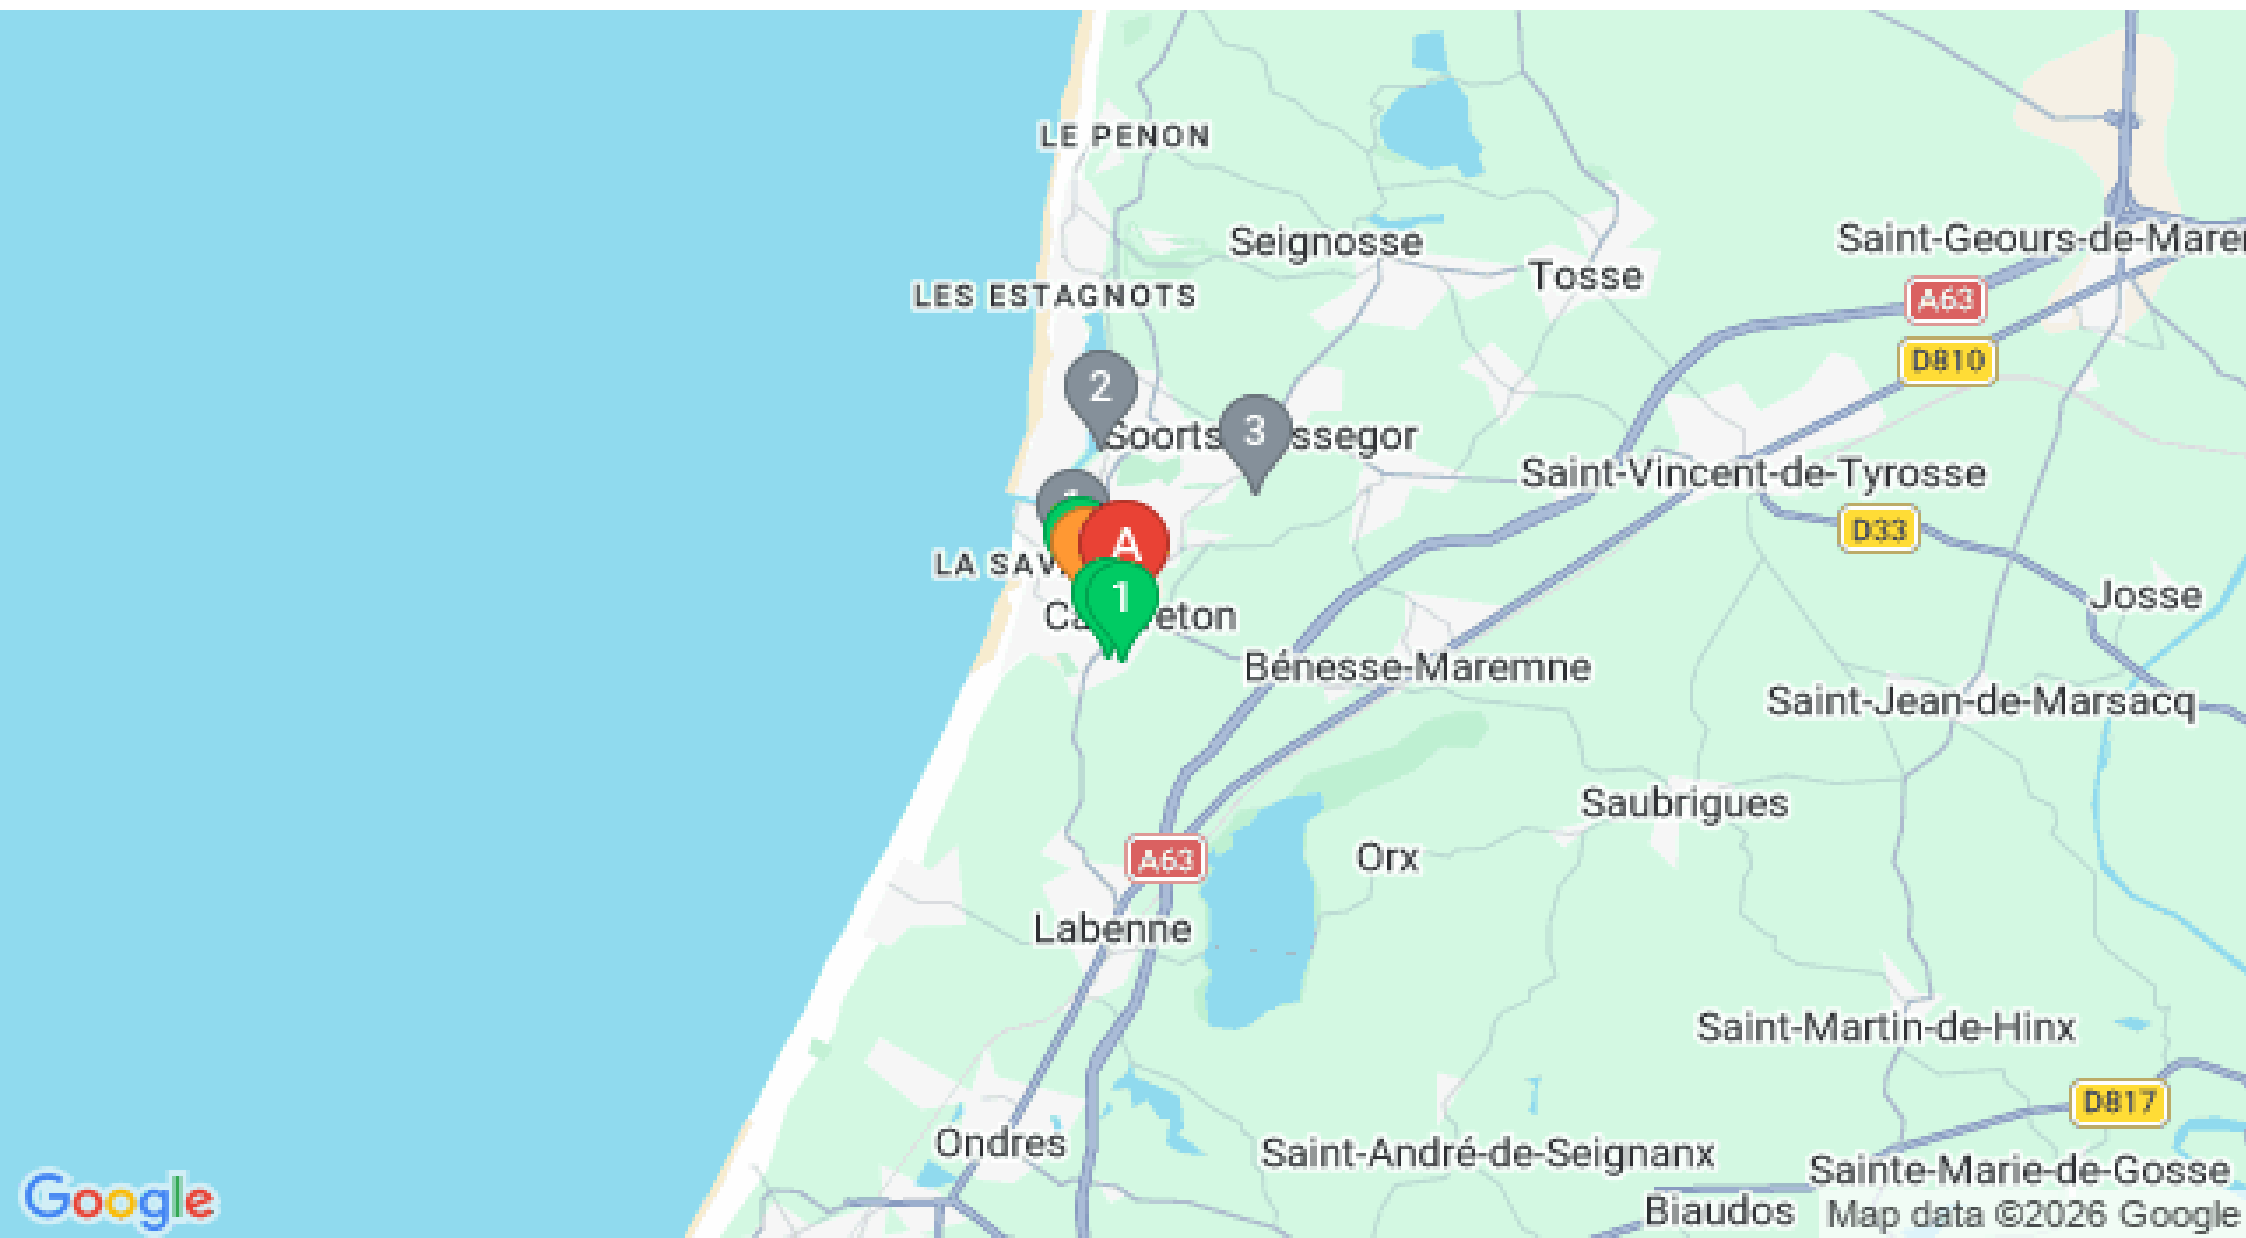 LE PENON
Seignosse
Saint-Geours-de-Marer
Tosse
LES ESTAGNOTS
A63
D810
2
3
Soorts
ssegor
Saint-Vincent-de-Tyrosse
D33
A
LA SAV
1
Ca
eton
Josse
Bénesse-Maremne
Saint-Jean-de-Marsacq
Saubrigues
A63
Orx
Labenne
Saint-Martin-de-Hinx
D817
Ondres
Saint-André-de-Seignanx
Sainte-Marie-de-Gosse
Google
Biaudos
Map data ©2026 Google